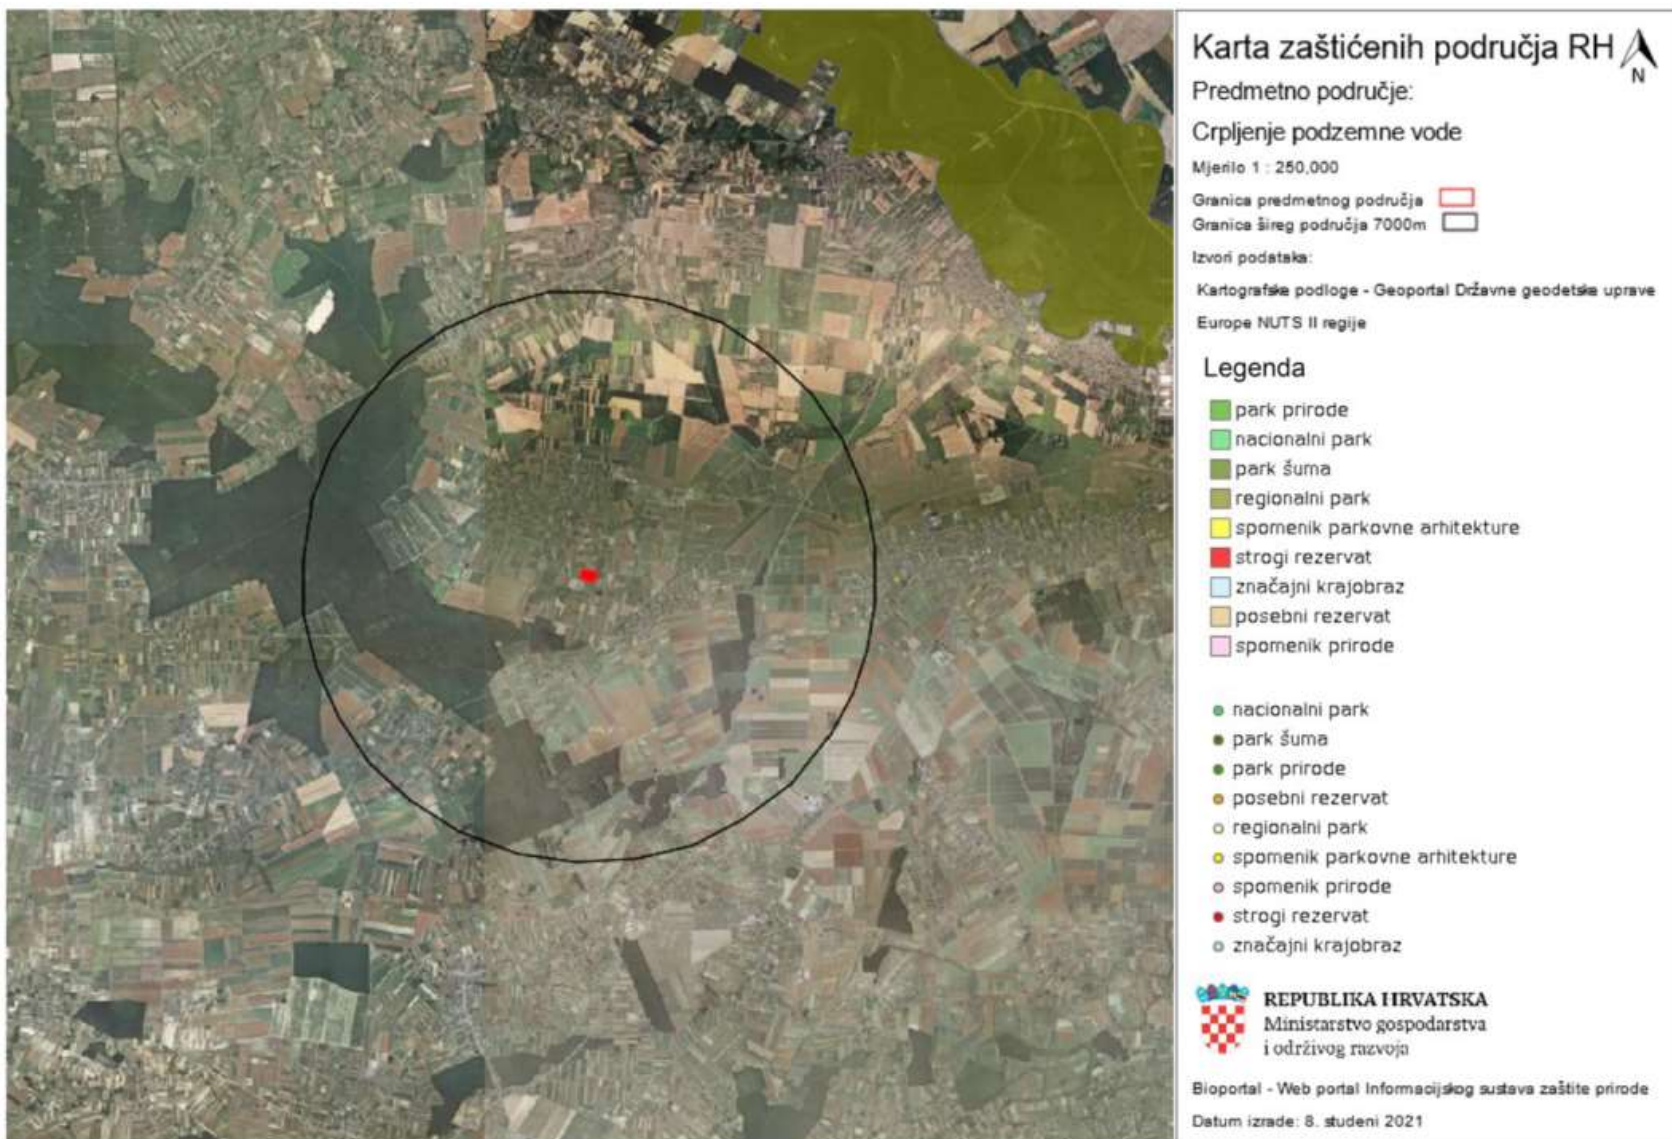 Karta zaštićenih područja RH
N
Predmetno područje:
Crpljenje podzemne vode
Mjerilo 1 : 250,000
Granica predmetnog područja
Granica šireg područja 7000m
Izvori podataka:
Kartografske podloge - Geoportal Državne geodetske uprave
Europe NUTS II regije
Legenda
park prirode
nacionalni park
park šuma
regionalni park
spomenik parkovne arhitekture
strogi rezervat
značajni krajobraz
posebni rezervat
spomenik prirode
nacionalni park
park šuma
park prirode
posebni rezervat
regionalni park
spomenik parkovne arhitekture
spomenik prirode
strogi rezervat
značajni krajobraz
REPUBLIKA HRVATSKA
Ministarstvo gospodarstva
i održivog razvoja
Bioportal - Web portal Informacijskog sustava zaštite prirode
Datum izrade: 8. studeni 2021